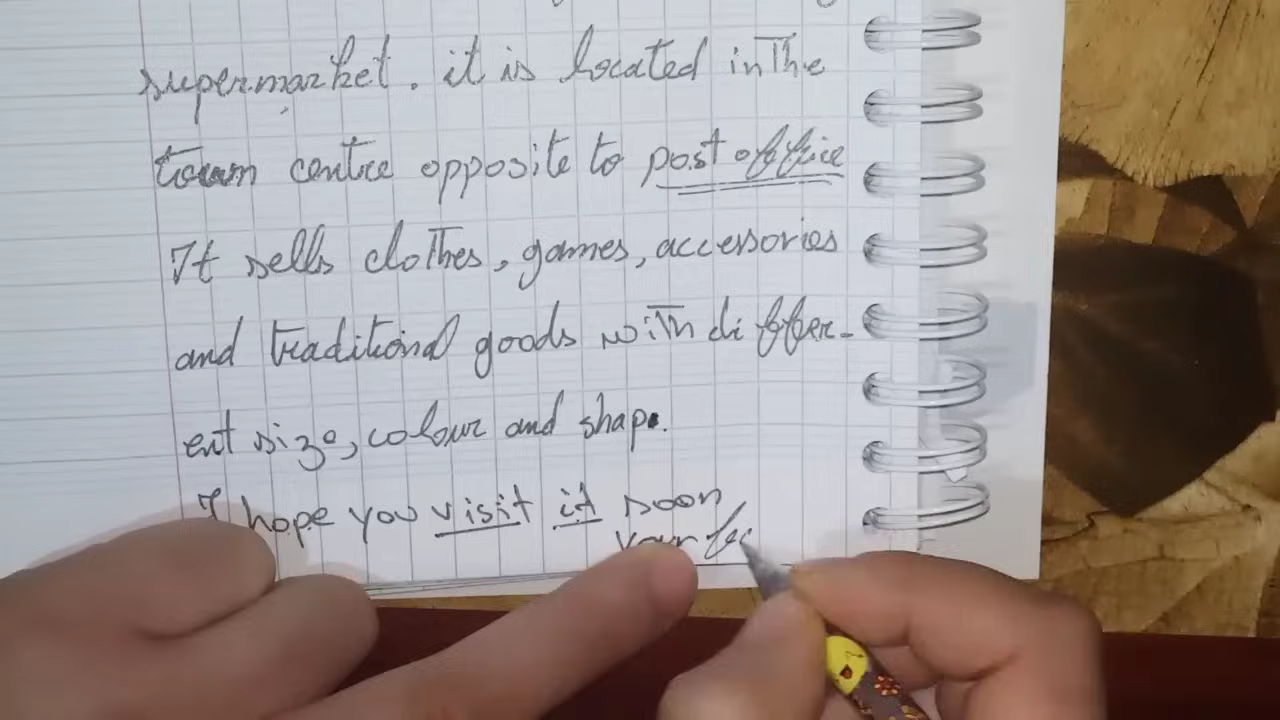 supermarket. it is located in the
town centre opposite to post office
It sells clothes, games, accessories
and traditional goods with differ-
ent size, colour and shape.
I hope you visit it soon
your